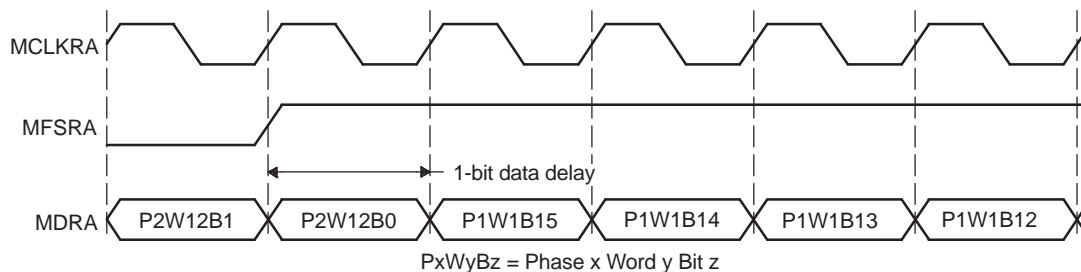 MCLKRA
MFSRA
1-bit data delay
MDRA P2W12B1 P2W12B0 P1W1B15 P1W1B14 P1W1B13 P1W1B12
PxWyBz = Phase x Word y Bit z